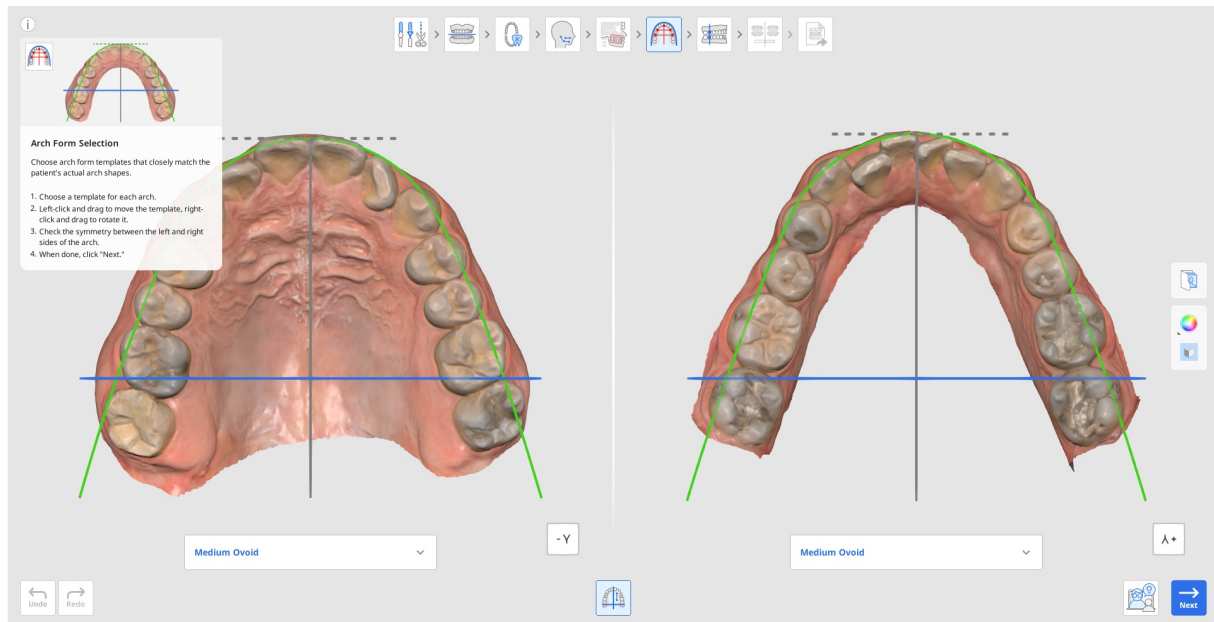 Arch Form Selection
Choose arch form templates that closely match the
patient's actual arch shapes.
1. Choose a template for each arch.
2. Left-click and drag to move the template, right-
click and drag to rotate it.
3. Check the symmetry between the left and right
sides of the arch.
4. When done, click "Next."
Medium Ovoid
- Y
Medium Ovoid
Y +
Undo
Redo
Next